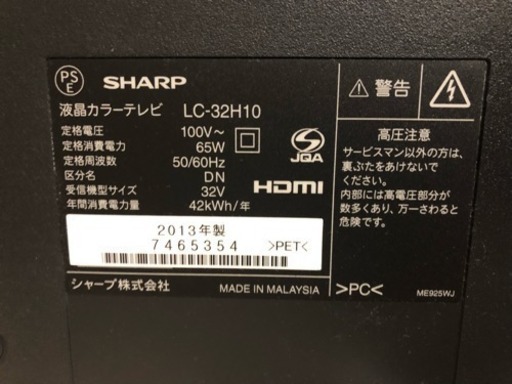 PS
E
SHARP
液晶カラーテレビ LC-32H10
定格電圧 100V～
定格消費電力 65W
定格周波数 50/60Hz
区分名 DN
受信機型サイズ 32V
年間消費電力量 42kWh/年
JQA
HDMI
2013年製
7465354 >PET<
シャープ株式会社 MADE IN MALAYSIA
警告
高圧注意
サービスマン以外の方は、
裏ぶたをあけないで
ください。
内部には高電圧部分が
数多くあり、万一さわると
危険です。
>PC<
ME925WJ